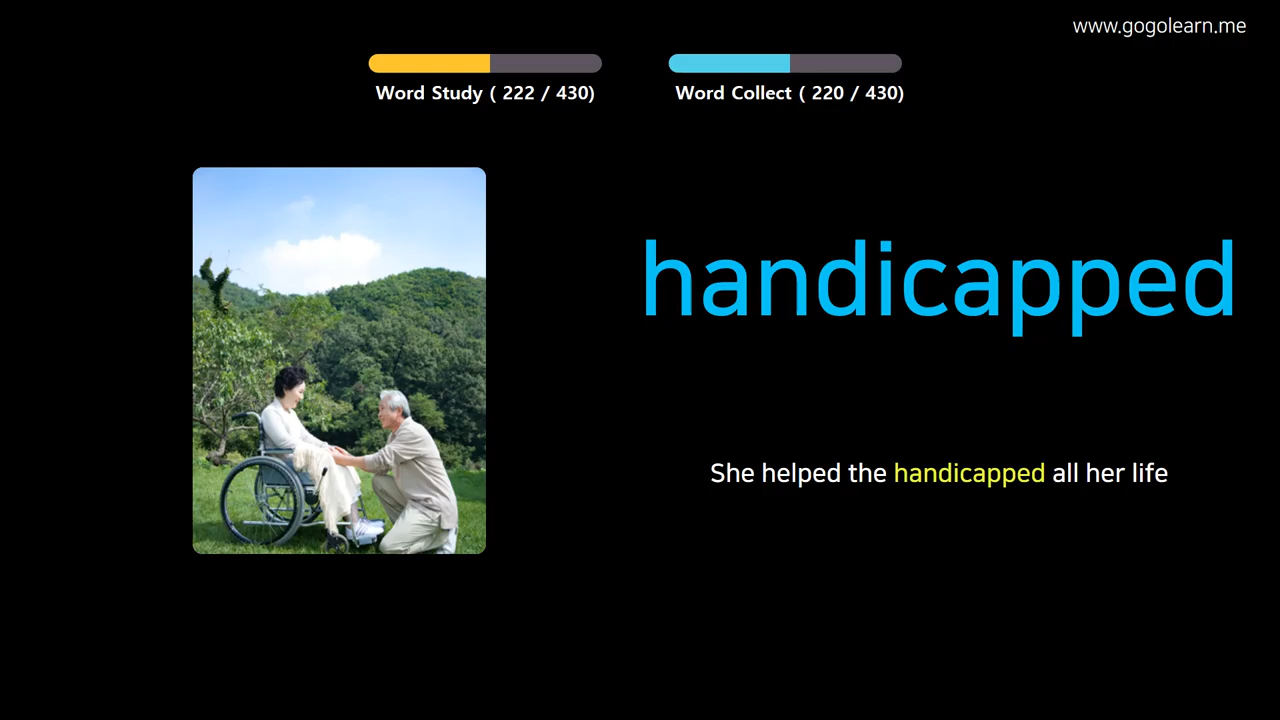 www.gogolearn.me
Word Study ( 222 / 430)
Word Collect ( 220 / 430)
handicapped
She helped the handicapped all her life